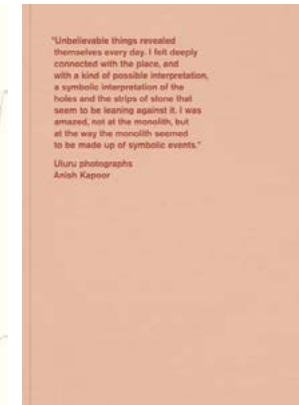 "Unbelievable things revealed
themselves every day. I felt deeply
connected with the place, and
with a kind of possible interpretation,
a symbolic interpretation of the
holes and the strips of stone that
seem to be leaning against it. I was
amazed, not at the monolith, but
at the way the monolith seemed
to be made up of symbolic events."
Uluru photographs
Anish Kapoor